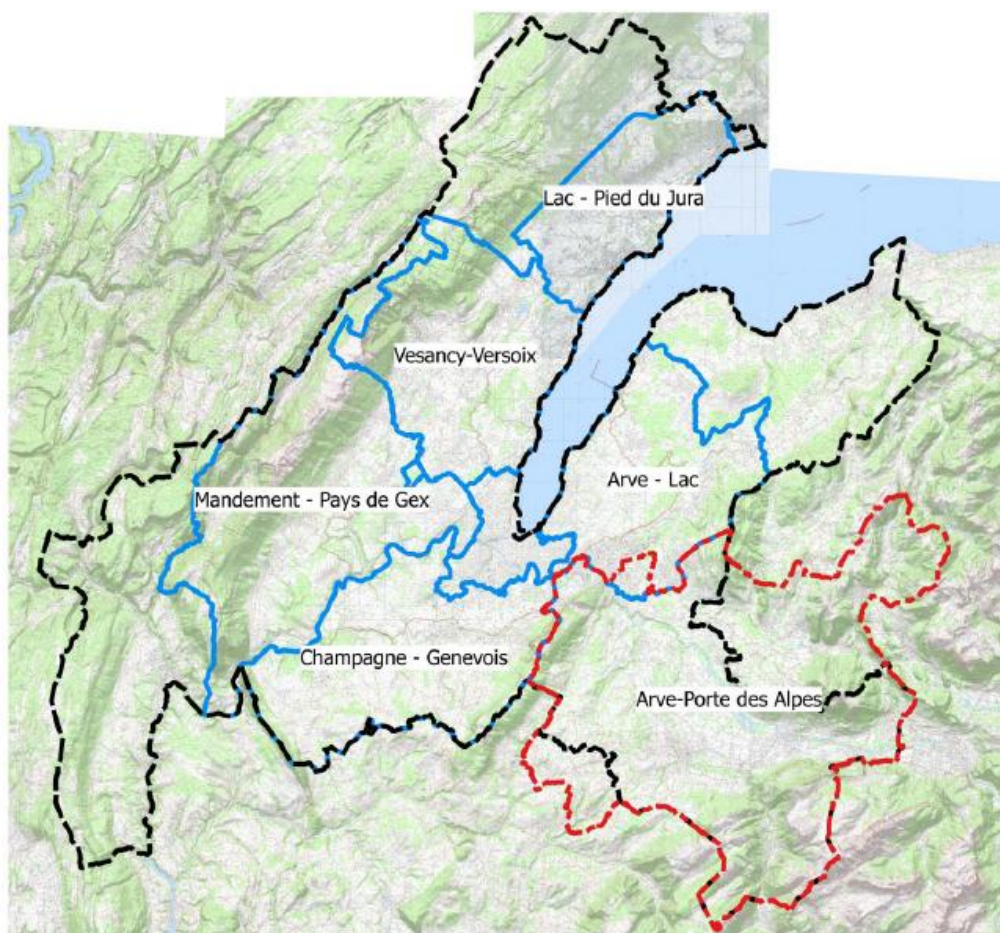 Lac - Pied du Jura
Vesancy-Versoix
Arve - Lac
Mandement - Pays de Gex
Champagne - Genevois
Arve-Porte des Alpes